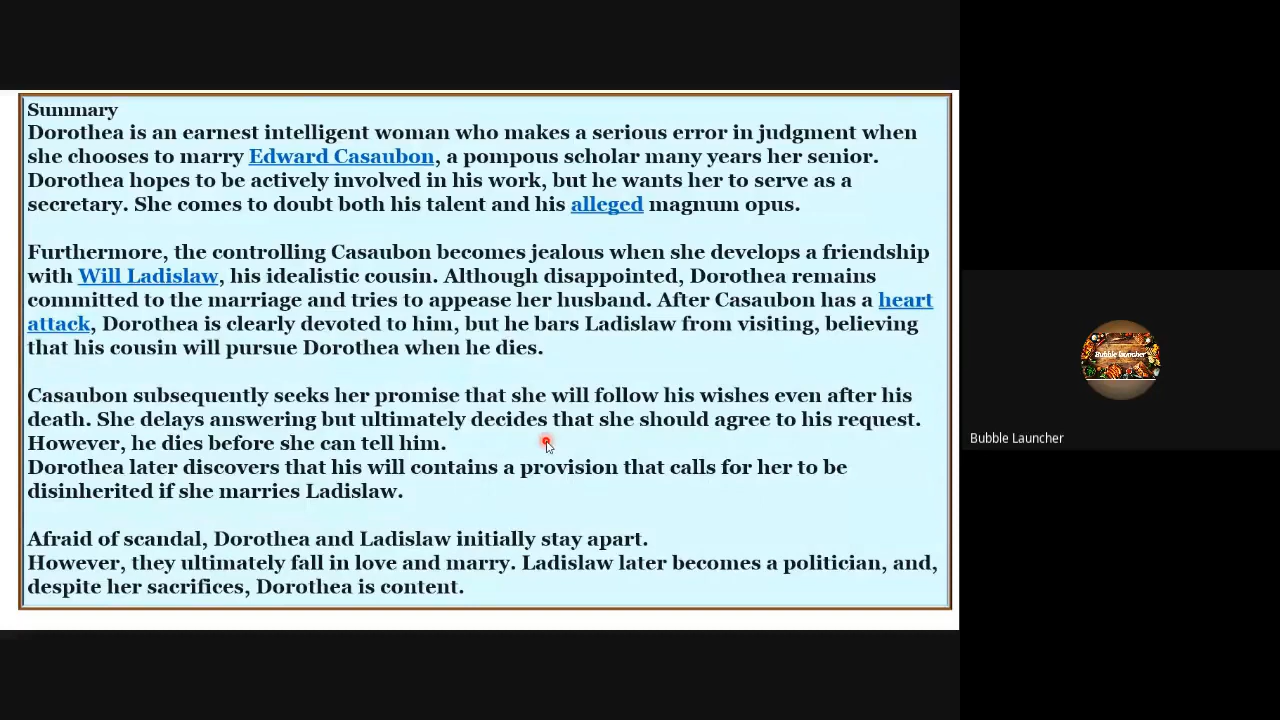 Summary
Dorothea is an earnest intelligent woman who makes a serious error in judgment when
she chooses to marry Edward Casaubon, a pompous scholar many years her senior.
Dorothea hopes to be actively involved in his work, but he wants her to serve as a
secretary. She comes to doubt both his talent and his alleged magnum opus.
Furthermore, the controlling Casaubon becomes jealous when she develops a friendship
with Will Ladislaw, his idealistic cousin. Although disappointed, Dorothea remains
committed to the marriage and tries to appease her husband. After Casaubon has a heart
attack, Dorothea is clearly devoted to him, but he bars Ladislaw from visiting, believing
that his cousin will pursue Dorothea when he dies.
Casaubon subsequently seeks her promise that she will follow his wishes even after his
death. She delays answering but ultimately decides that she should agree to his request.
However, he dies before she can tell him.
Dorothea later discovers that his will contains a provision that calls for her to be
disinherited if she marries Ladislaw.
Afraid of scandal, Dorothea and Ladislaw initially stay apart.
However, they ultimately fall in love and marry. Ladislaw later becomes a politician, and,
despite her sacrifices, Dorothea is content.
Bubble launcher
Bubble Launcher